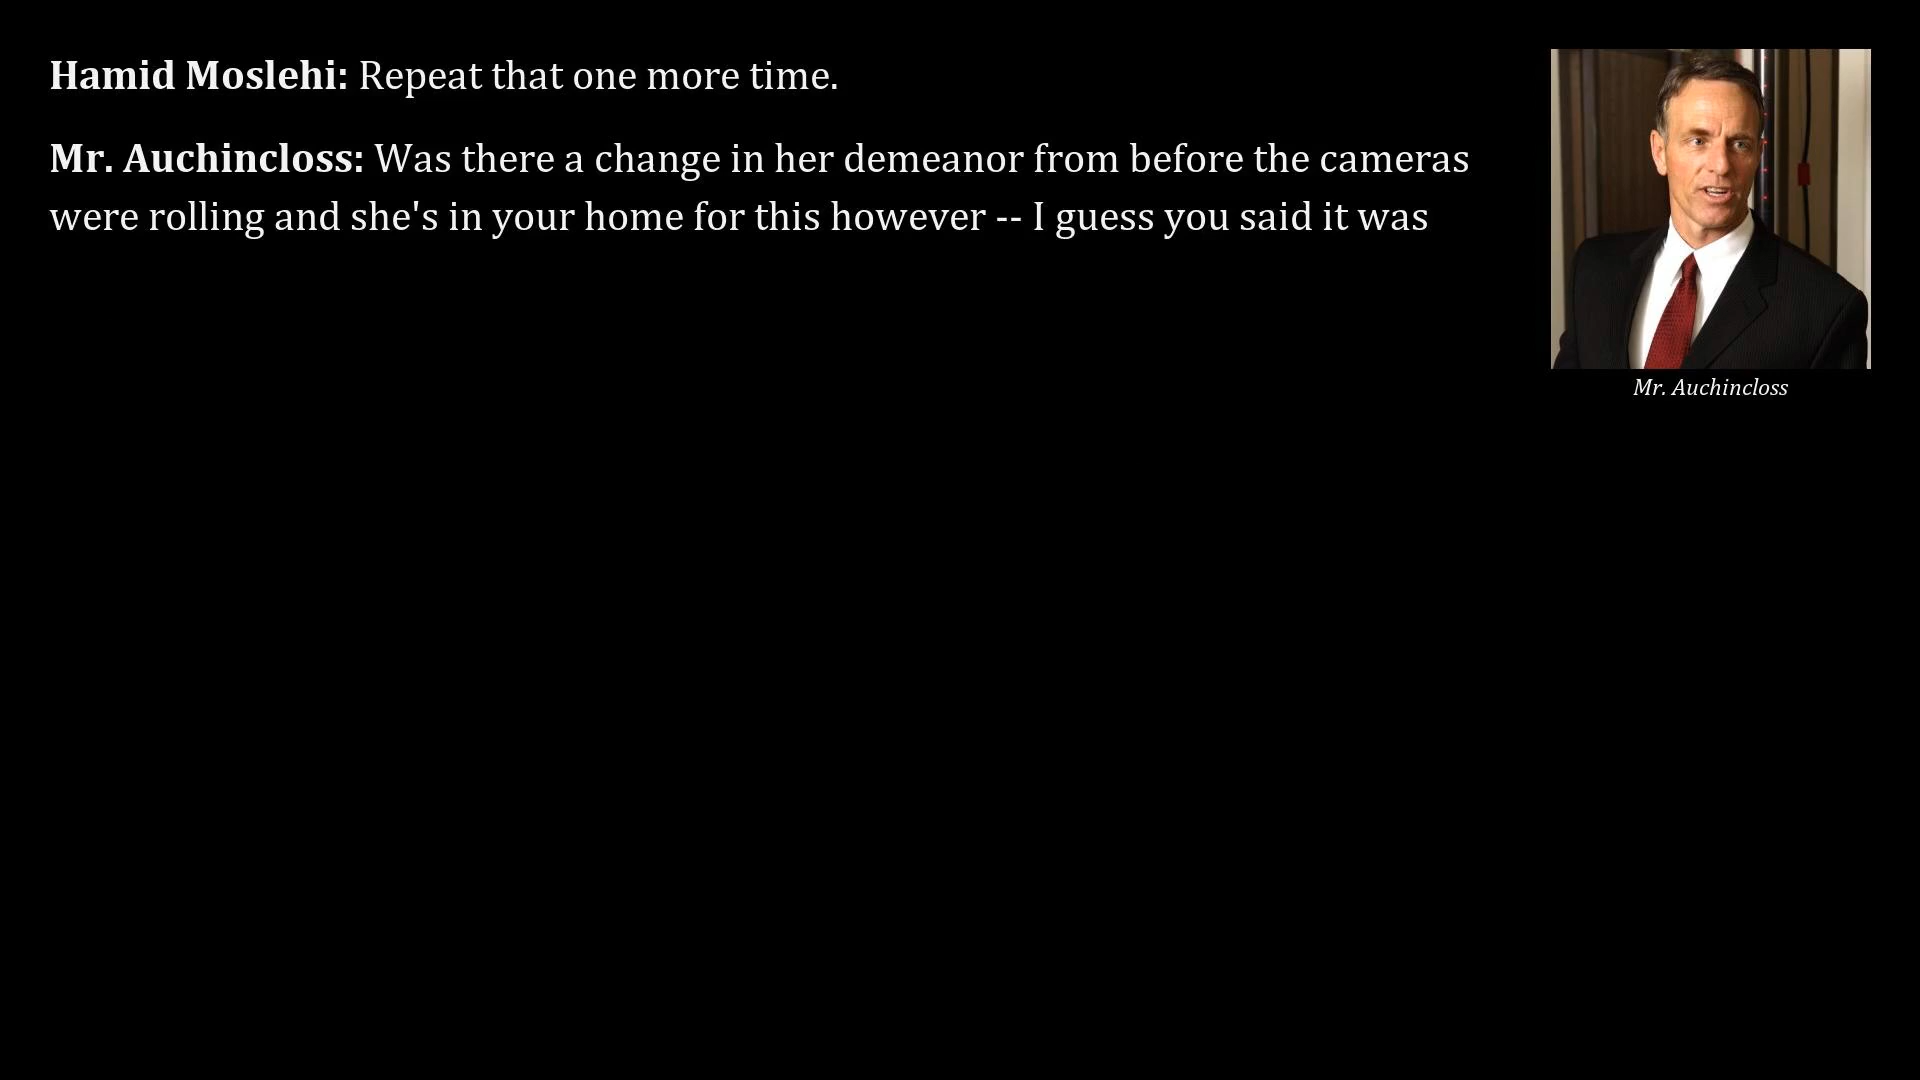 Hamid Moslehi: Repeat that one more time.
Mr. Auchincloss: Was there a change in her demeanor from before the cameras
were rolling and she's in your home for this however -- I guess you said it was
Mr. Auchincloss